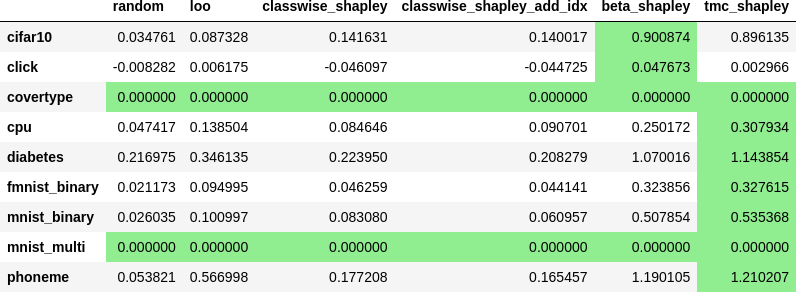 random loo classwise_shapley classwise_shapley_add_idx beta_shapley tmc_shapley
cifar10 0.034761 0.087328 0.141631 0.140017 0.900874 0.896135
click -0.008282 0.006175 -0.046097 -0.044725 0.047673 0.002966
covertype 0.000000 0.000000 0.000000 0.000000 0.000000 0.000000
cpu 0.047417 0.138504 0.084646 0.090701 0.250172 0.307934
diabetes 0.216975 0.346135 0.223950 0.208279 1.070016 1.143854
fmnist_binary 0.021173 0.094995 0.046259 0.044141 0.323856 0.327615
mnist_binary 0.026035 0.100997 0.083080 0.060957 0.507854 0.535368
mnist_multi 0.000000 0.000000 0.000000 0.000000 0.000000 0.000000
phoneme 0.053821 0.566998 0.177208 0.165457 1.190105 1.210207